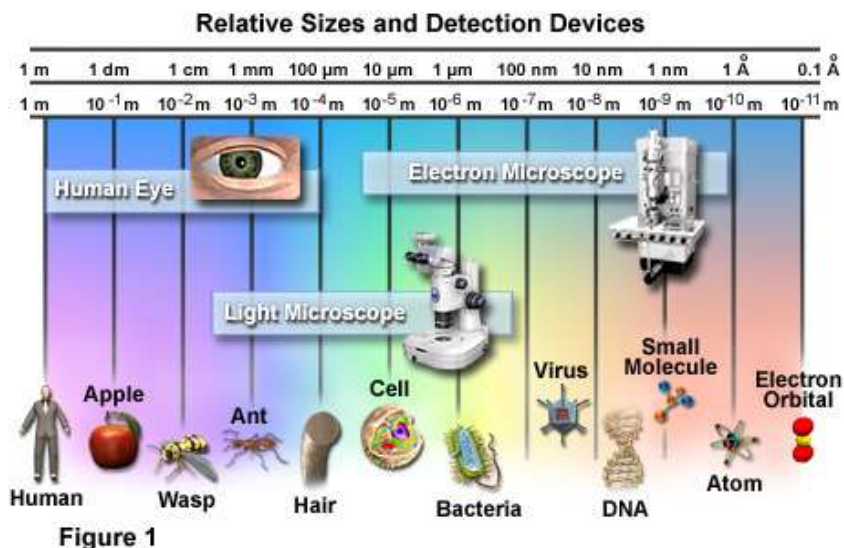 Relative Sizes and Detection Devices
1 m 1 dm 1 cm 1 mm 100 µm 10 µm 1 µm 100 nm 10 nm 1 nm 1 Å 0.1 Å
1 m 10⁻¹ m 10⁻² m 10⁻³ m 10⁻⁴ m 10⁻⁵ m 10⁻⁶ m 10⁻⁷ m 10⁻⁸ m 10⁻⁹ m 10⁻¹⁰ m 10⁻¹¹ m
Human Eye
Electron Microscope
Light Microscope
Human
Apple
Wasp
Ant
Hair
Cell
Bacteria
Virus
DNA
Small
Molecule
Atom
Electron
Orbital
Figure 1